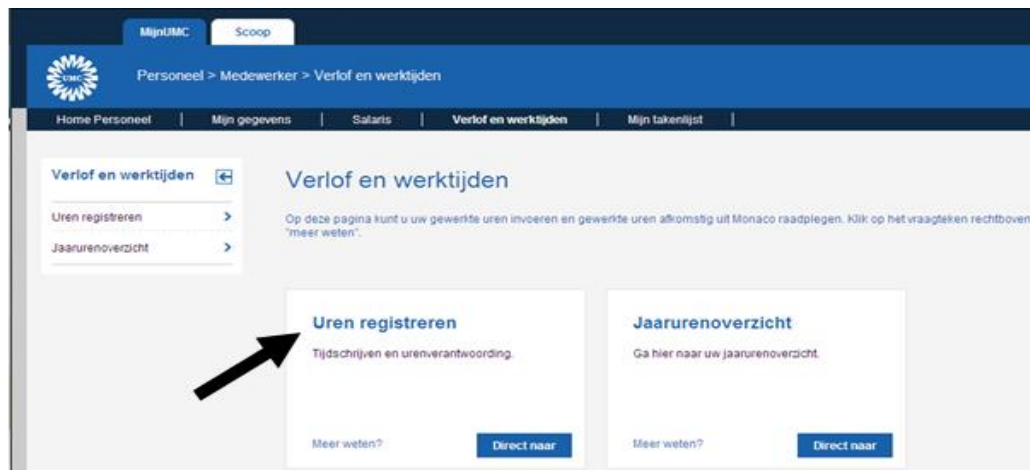 MijnUMC Scoop
UMC
Personeel > Medewerker > Verlof en werktijden
Home Personeel | Mijn gegevens | Salaris | Verlof en werktijden | Mijn takenlijst |
Verlof en werktijden
Uren registreren
Jaarurenoverzicht
Verlof en werktijden
Op deze pagina kunt u uw gewerkte uren invoeren en gewerkte uren afkomstig uit Monaco raadplegen. Klik op het vraagteken rechtboven
"meer weten".
Uren registreren
Tijdschrijven en urenverantwoording.
Meer weten? Direct naar
Jaarurenoverzicht
Ga hier naar uw jaarurenoverzicht.
Meer weten? Direct naar